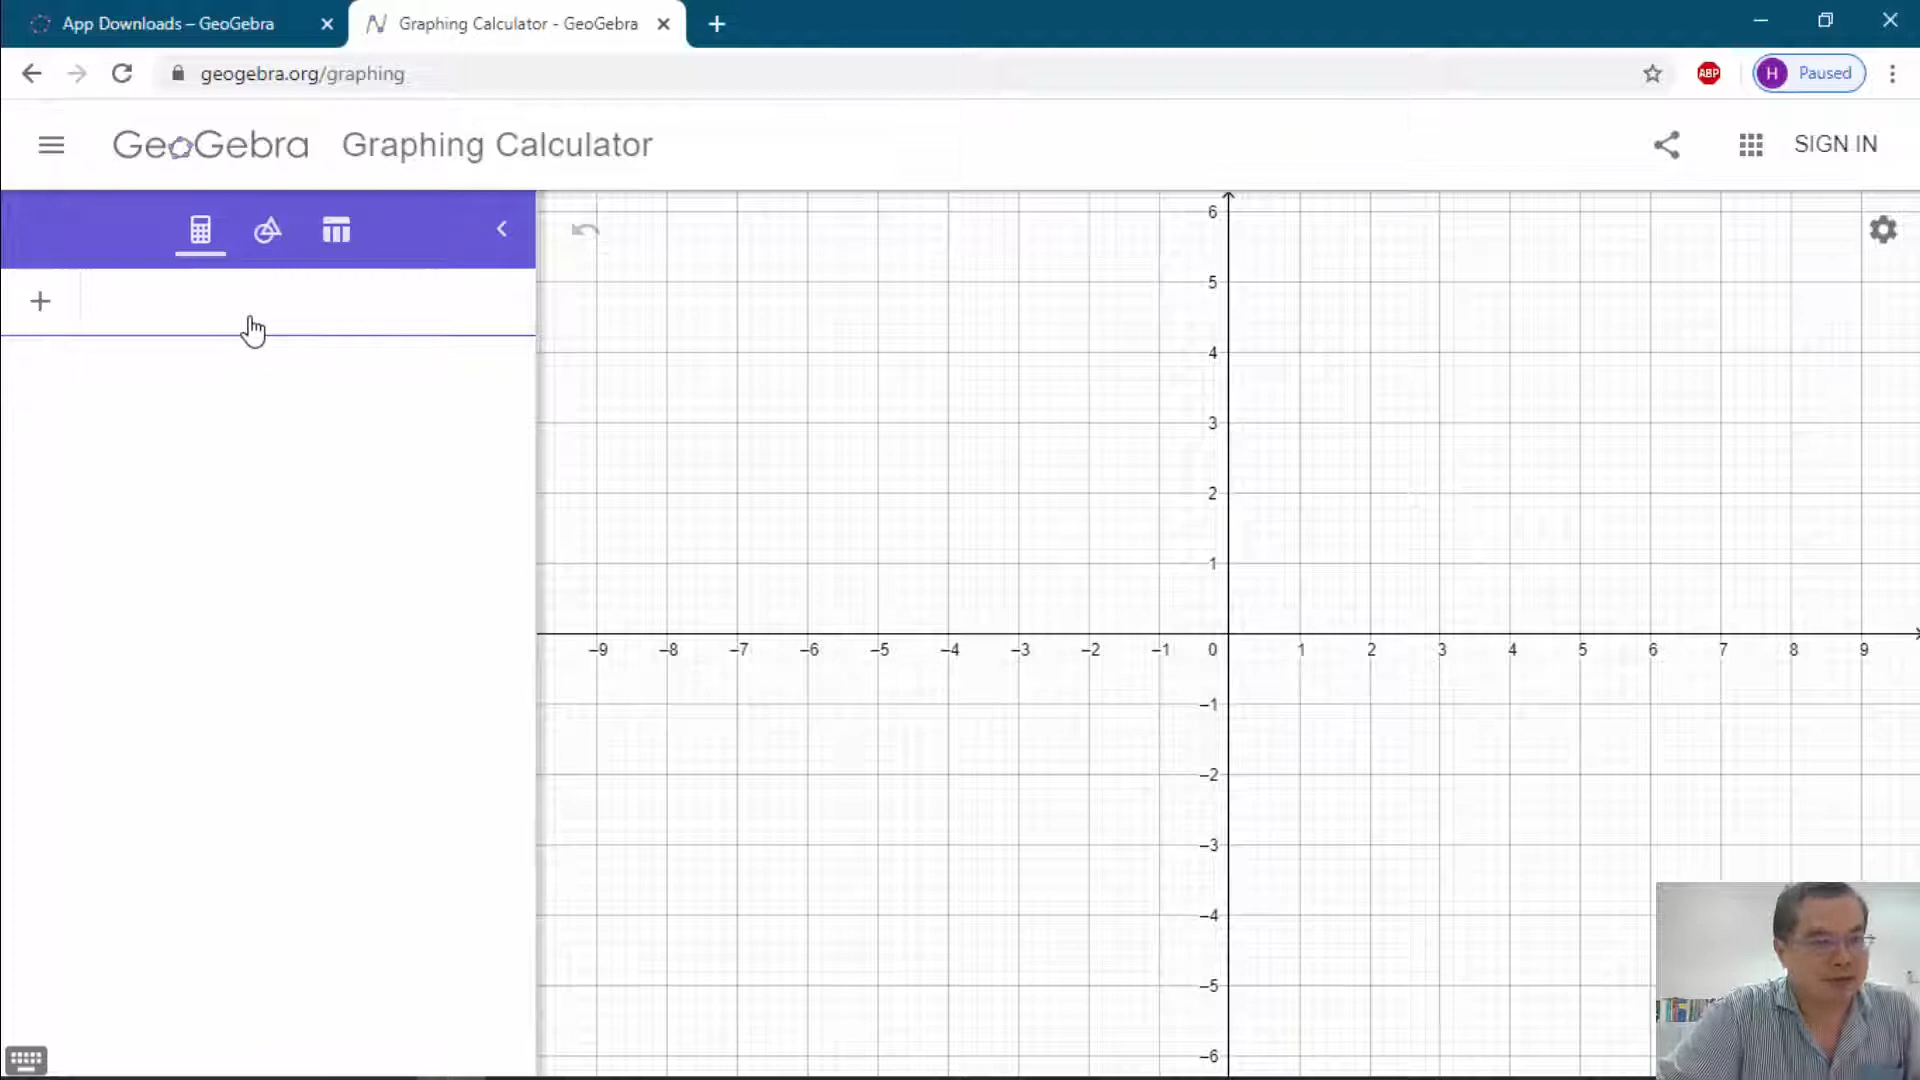 App Downloads – GeoGebra
Graphing Calculator - GeoGebra
geogebra.org/graphing
ABP
H
Paused
GeoGebra
Graphing Calculator
SIGN IN
6
5
4
3
2
1
–9 –8 –7 –6 –5 –4 –3 –2 –1 0 1 2 3 4 5 6 7 8 9
–1
–2
–3
–4
–5
–6